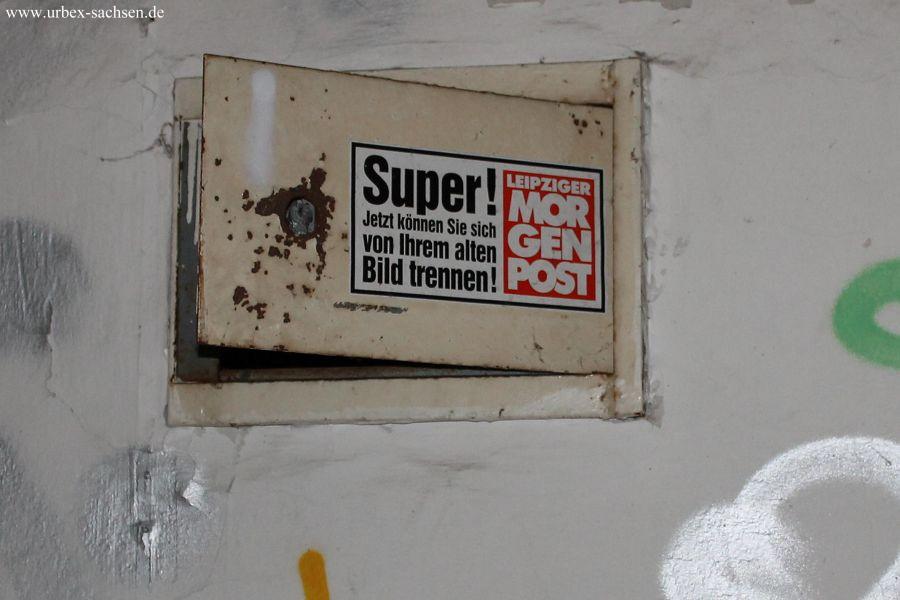 www.urbex-sachsen.de
Super!
Jetzt können Sie sich
von Ihrem alten
Bild trennen!
LEIPZIGER
MOR
GEN
POST